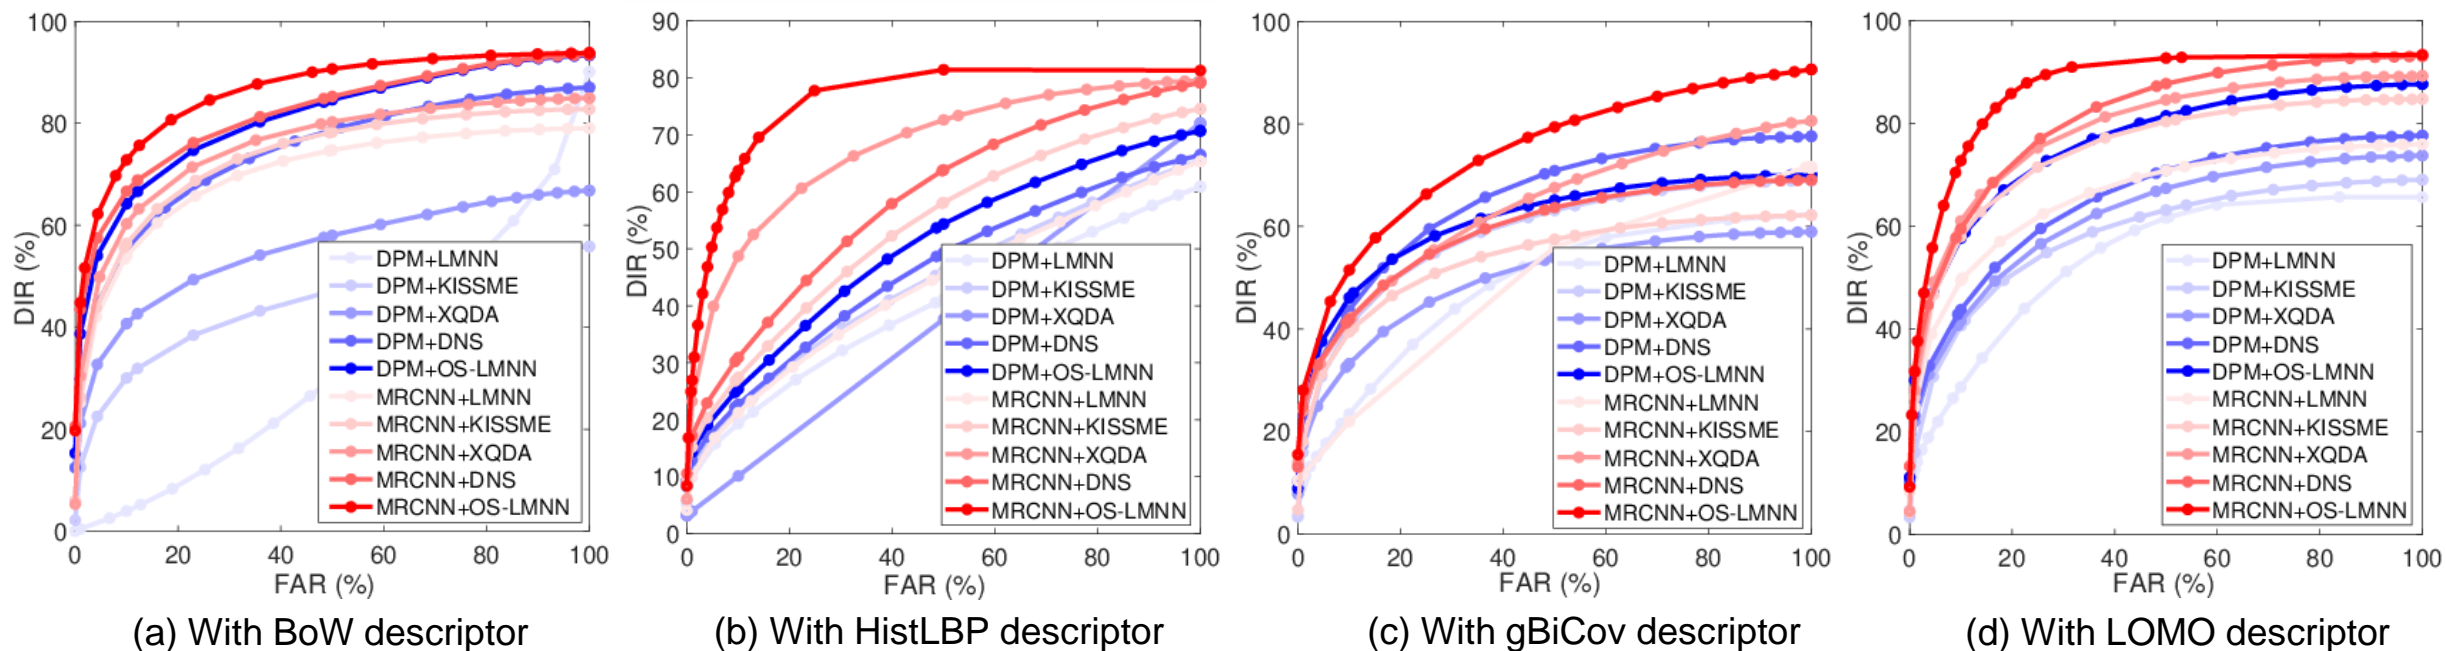 100
80
60
40
20
0
DIR (%)
DPM+LMNN
DPM+KISSME
DPM+XQDA
DPM+DNS
DPM+OS-LMNN
MRCNN+LMNN
MRCNN+KISSME
MRCNN+XQDA
MRCNN+DNS
MRCNN+OS-LMNN
0 20 40 60 80 100
FAR (%)
(a) With BoW descriptor
90
80
70
60
50
40
30
20
10
0
DIR (%)
DPM+LMNN
DPM+KISSME
DPM+XQDA
DPM+DNS
DPM+OS-LMNN
MRCNN+LMNN
MRCNN+KISSME
MRCNN+XQDA
MRCNN+DNS
MRCNN+OS-LMNN
0 20 40 60 80 100
FAR (%)
(b) With HistLBP descriptor
100
80
60
40
20
0
DIR (%)
DPM+LMNN
DPM+KISSME
DPM+XQDA
DPM+DNS
DPM+OS-LMNN
MRCNN+LMNN
MRCNN+KISSME
MRCNN+XQDA
MRCNN+DNS
MRCNN+OS-LMNN
0 20 40 60 80 100
FAR (%)
(c) With gBiCov descriptor
100
80
60
40
20
0
DIR (%)
DPM+LMNN
DPM+KISSME
DPM+XQDA
DPM+DNS
DPM+OS-LMNN
MRCNN+LMNN
MRCNN+KISSME
MRCNN+XQDA
MRCNN+DNS
MRCNN+OS-LMNN
0 20 40 60 80 100
FAR (%)
(d) With LOMO descriptor